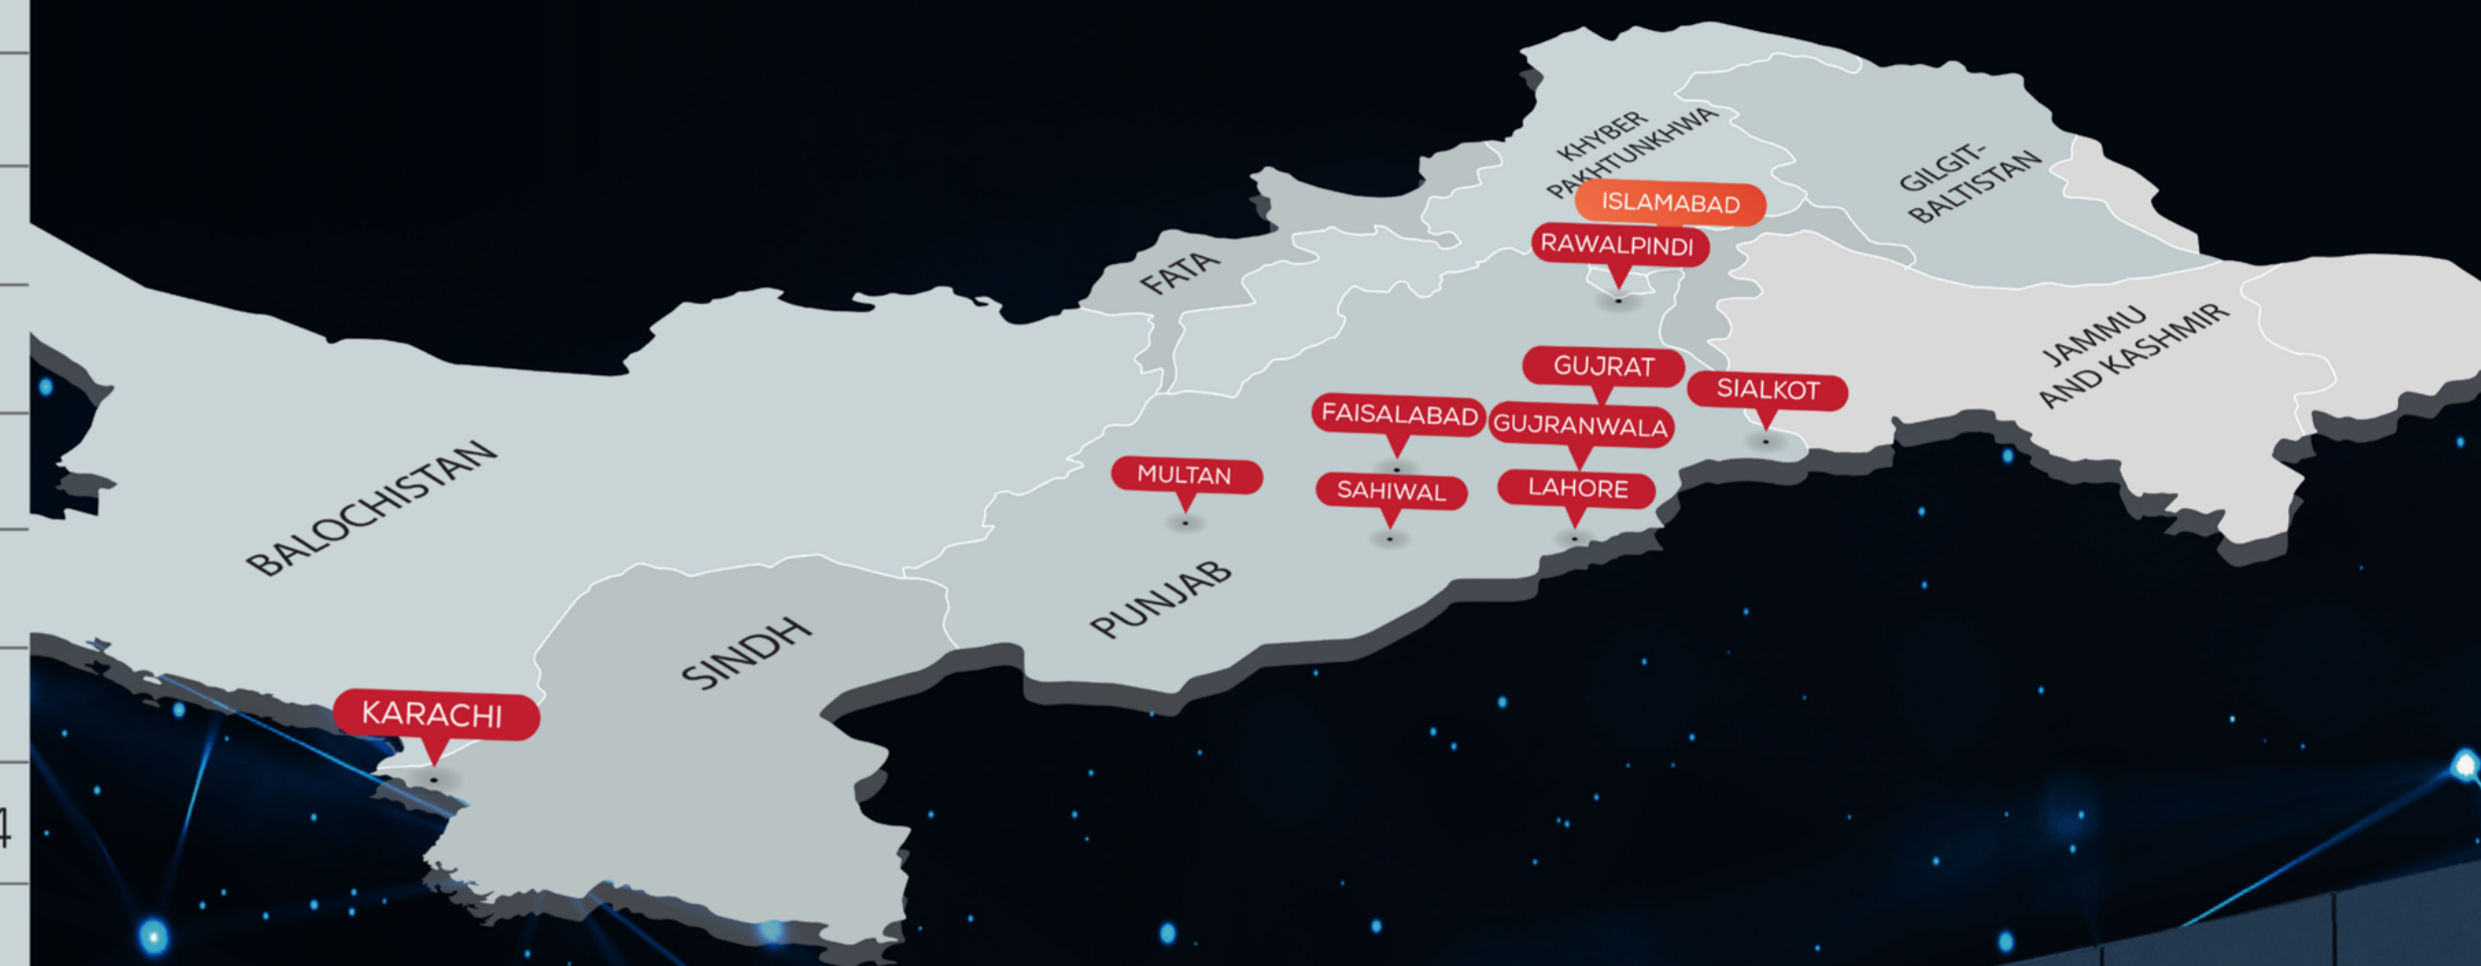 KHYBER
PAKHTUNKHWA
GILGIT-
BALTISTAN
ISLAMABAD
RAWALPINDI
FATA
JAMMU
AND KASHMIR
GUJRAT
SIALKOT
FAISALABAD
GUJRANWALA
MULTAN
SAHIWAL
LAHORE
BALOCHISTAN
PUNJAB
SINDH
KARACHI
4